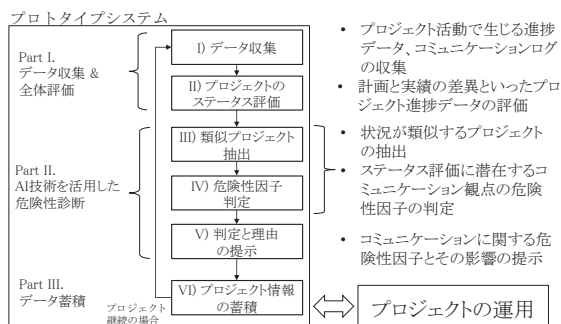 プロトタイプシステム
Part I.
データ収集 &
全体評価
I) データ収集
II) プロジェクトの
ステータス評価
Part II.
AI技術を活用した
危険性診断
III) 類似プロジェクト
抽出
IV) 危険性因子
判定
V) 判定と理由
の提示
Part III.
データ蓄積
プロジェクト
継続の場合
VI) プロジェクト情報
の蓄積
• プロジェクト活動で生じる進捗
データ、コミュニケーションログ
の収集
• 計画と実績の差異といったプロ
ジェクト進捗データの評価
• 状況が類似するプロジェクト
の抽出
• ステータス評価に潜在するコ
ミュニケーション観点の危険
性因子の判定
• コミュニケーションに関する危
険性因子とその影響の提示
プロジェクトの運用